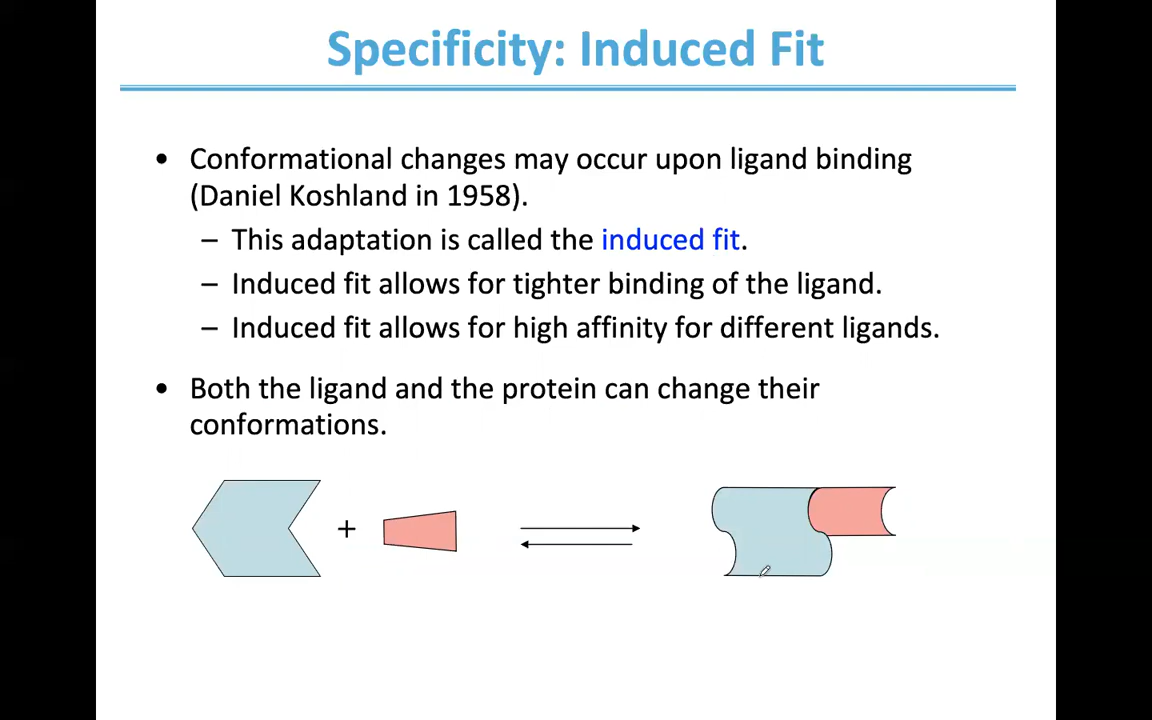 Specificity: Induced Fit
• Conformational changes may occur upon ligand binding
(Daniel Koshland in 1958).
– This adaptation is called the induced fit.
– Induced fit allows for tighter binding of the ligand.
– Induced fit allows for high affinity for different ligands.
• Both the ligand and the protein can change their
conformations.
+